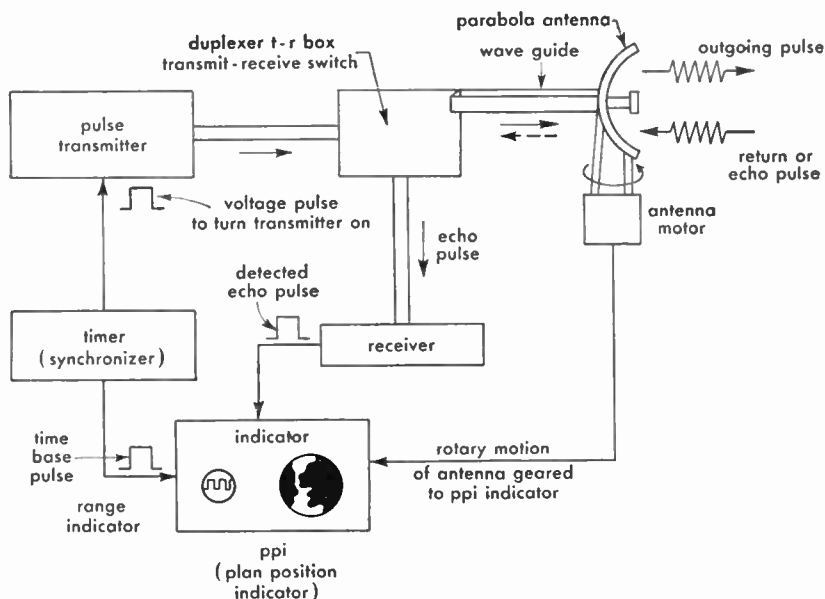 parabola antenna
duplexer t-r box
transmit-receive switch
wave guide
outgoing pulse
pulse
transmitter
return or
echo pulse
voltage pulse
to turn transmitter on
antenna
motor
echo
pulse
detected
echo pulse
timer
(synchronizer)
receiver
time
base
pulse
indicator
rotary motion
of antenna geared
to ppi indicator
range
indicator
ppi
(plan position
indicator)